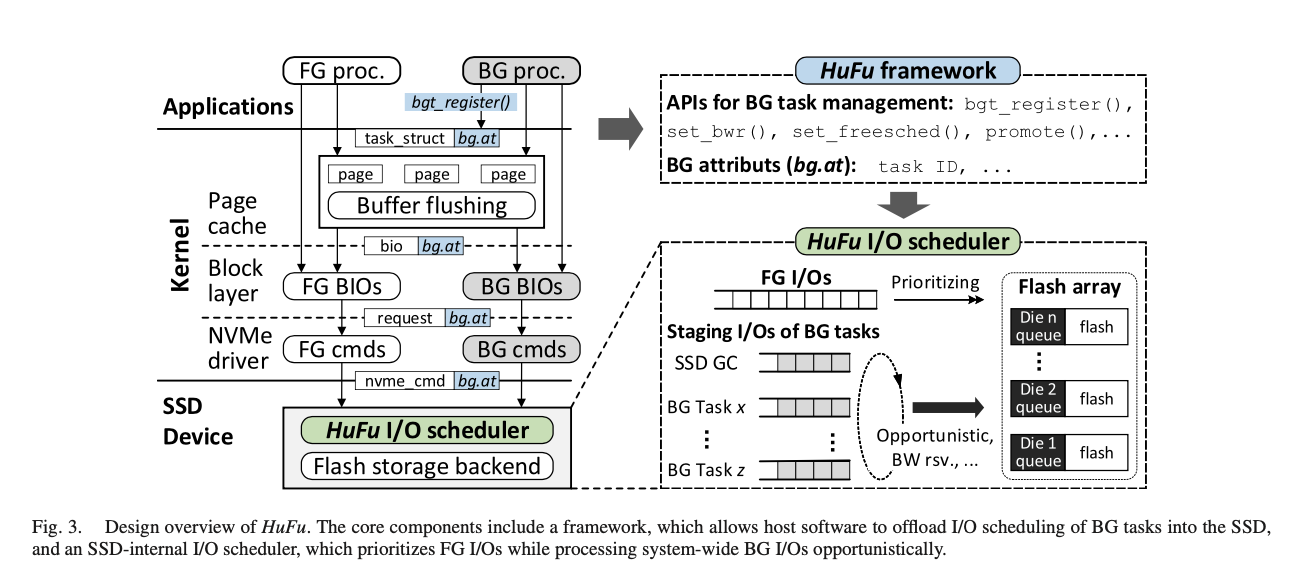 FG proc.
BG proc.
Applications
bgt_register()
task_struct bg.at
page page page
Buffer flushing
Kernel
Page
cache
bio bg.at
Block
layer
FG BIOs
BG BIOs
request bg.at
NVMe
driver
FG cmds
BG cmds
nvme_cmd bg.at
SSD
Device
HuFu I/O scheduler
Flash storage backend
HuFu framework
APIs for BG task management: bgt_register(),
set_bwr(), set_freesched(), promote(),...
BG attributs (bg.at): task ID, ...
HuFu I/O scheduler
FG I/Os
Prioritizing
Staging I/Os of BG tasks
SSD GC
BG Task x
⋮
⋮
BG Task z
Opportunistic,
BW rsv., ...
Flash array
Die n
queue
flash
⋮
Die 2
queue
flash
Die 1
queue
flash
Fig. 3. Design overview of HuFu. The core components include a framework, which allows host software to offload I/O scheduling of BG tasks into the SSD,
and an SSD-internal I/O scheduler, which prioritizes FG I/Os while processing system-wide BG I/Os opportunistically.